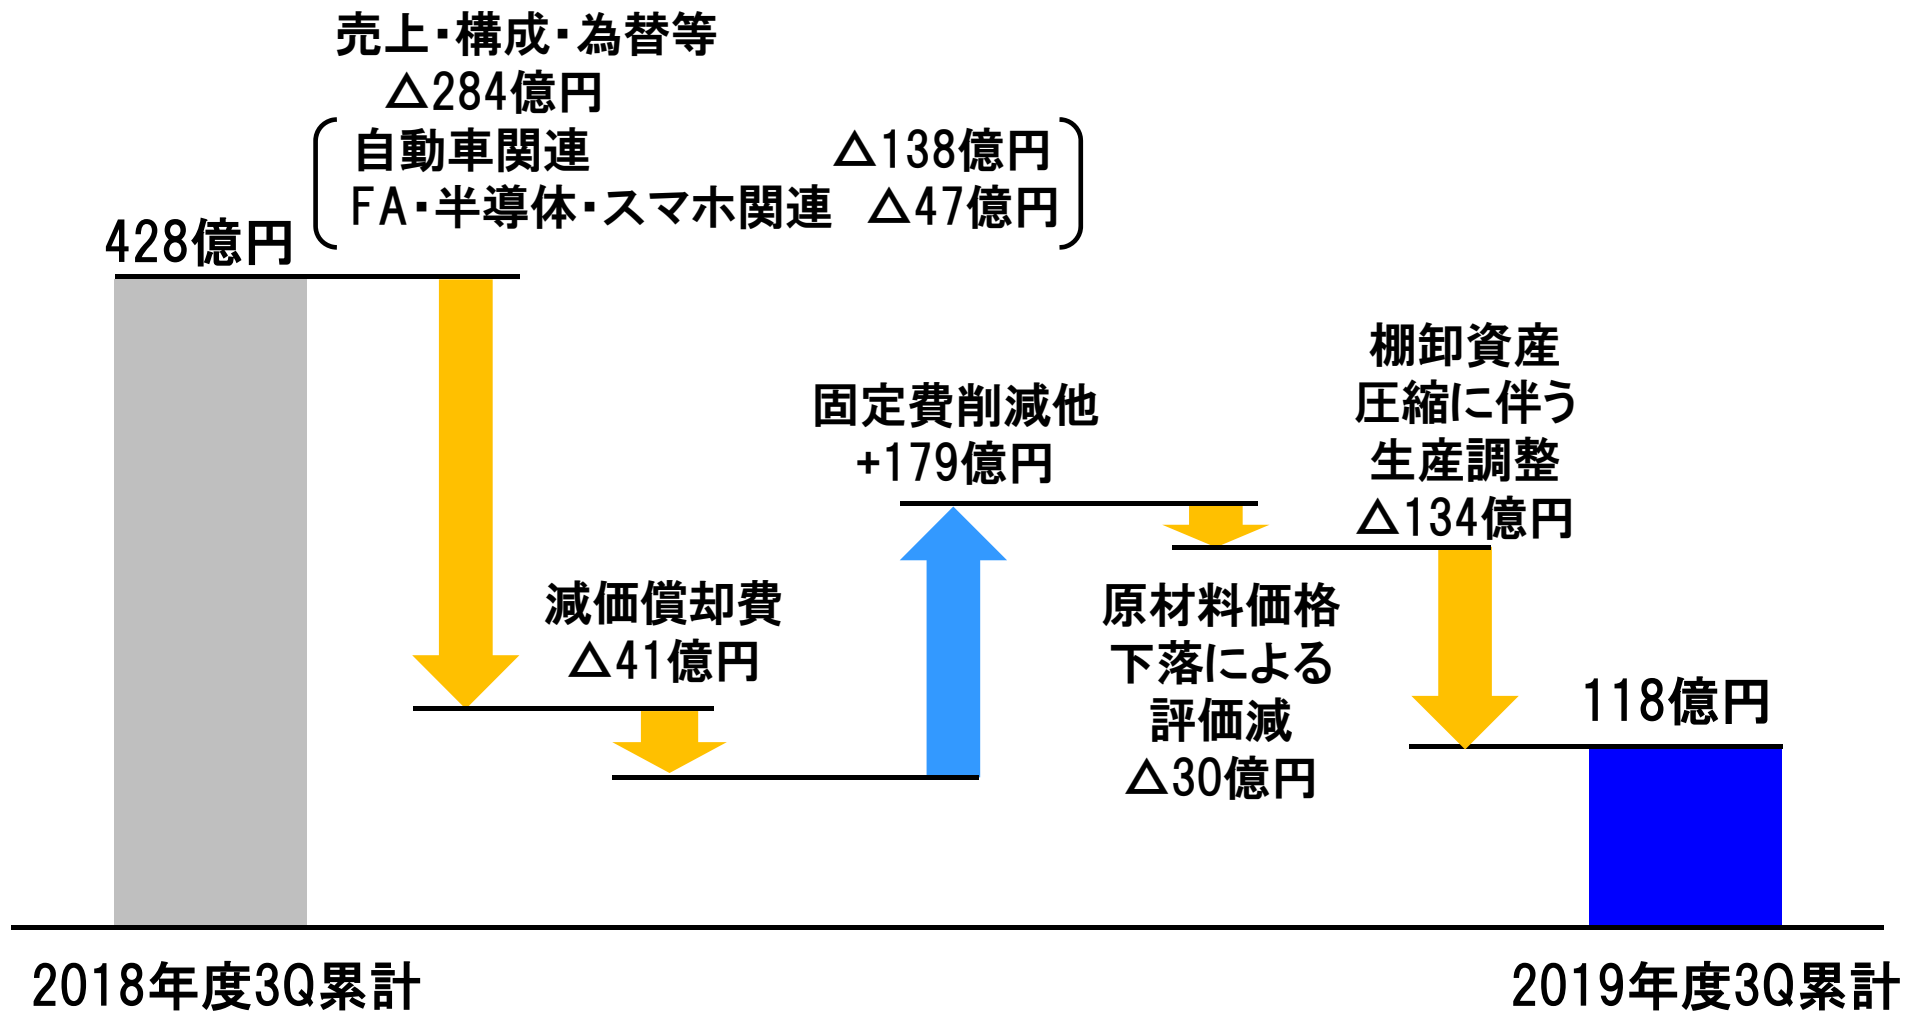 売上・構成・為替等
△284億円
自動車関連 △138億円
FA・半導体・スマホ関連 △47億円
428億円
減価償却費
△41億円
固定費削減他
+179億円
原材料価格
下落による
評価減
△30億円
棚卸資産
圧縮に伴う
生産調整
△134億円
118億円
2018年度3Q累計
2019年度3Q累計